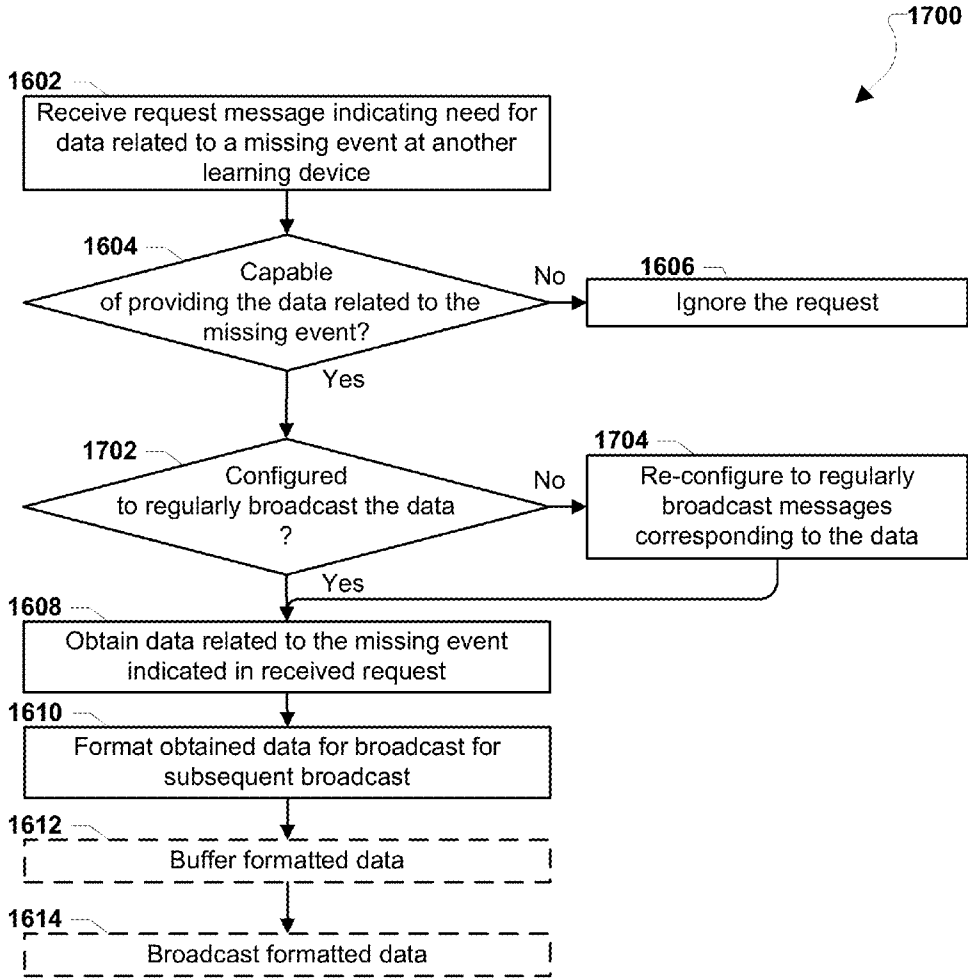 1700
1602
Receive request message indicating need for
data related to a missing event at another
learning device
1604
Capable
of providing the data related to the
missing event?
No
1606
Ignore the request
Yes
1702
Configured
to regularly broadcast the data
?
No
1704
Re-configure to regularly
broadcast messages
corresponding to the data
Yes
1608
Obtain data related to the missing event
indicated in received request
1610
Format obtained data for broadcast for
subsequent broadcast
1612
Buffer formatted data
1614
Broadcast formatted data